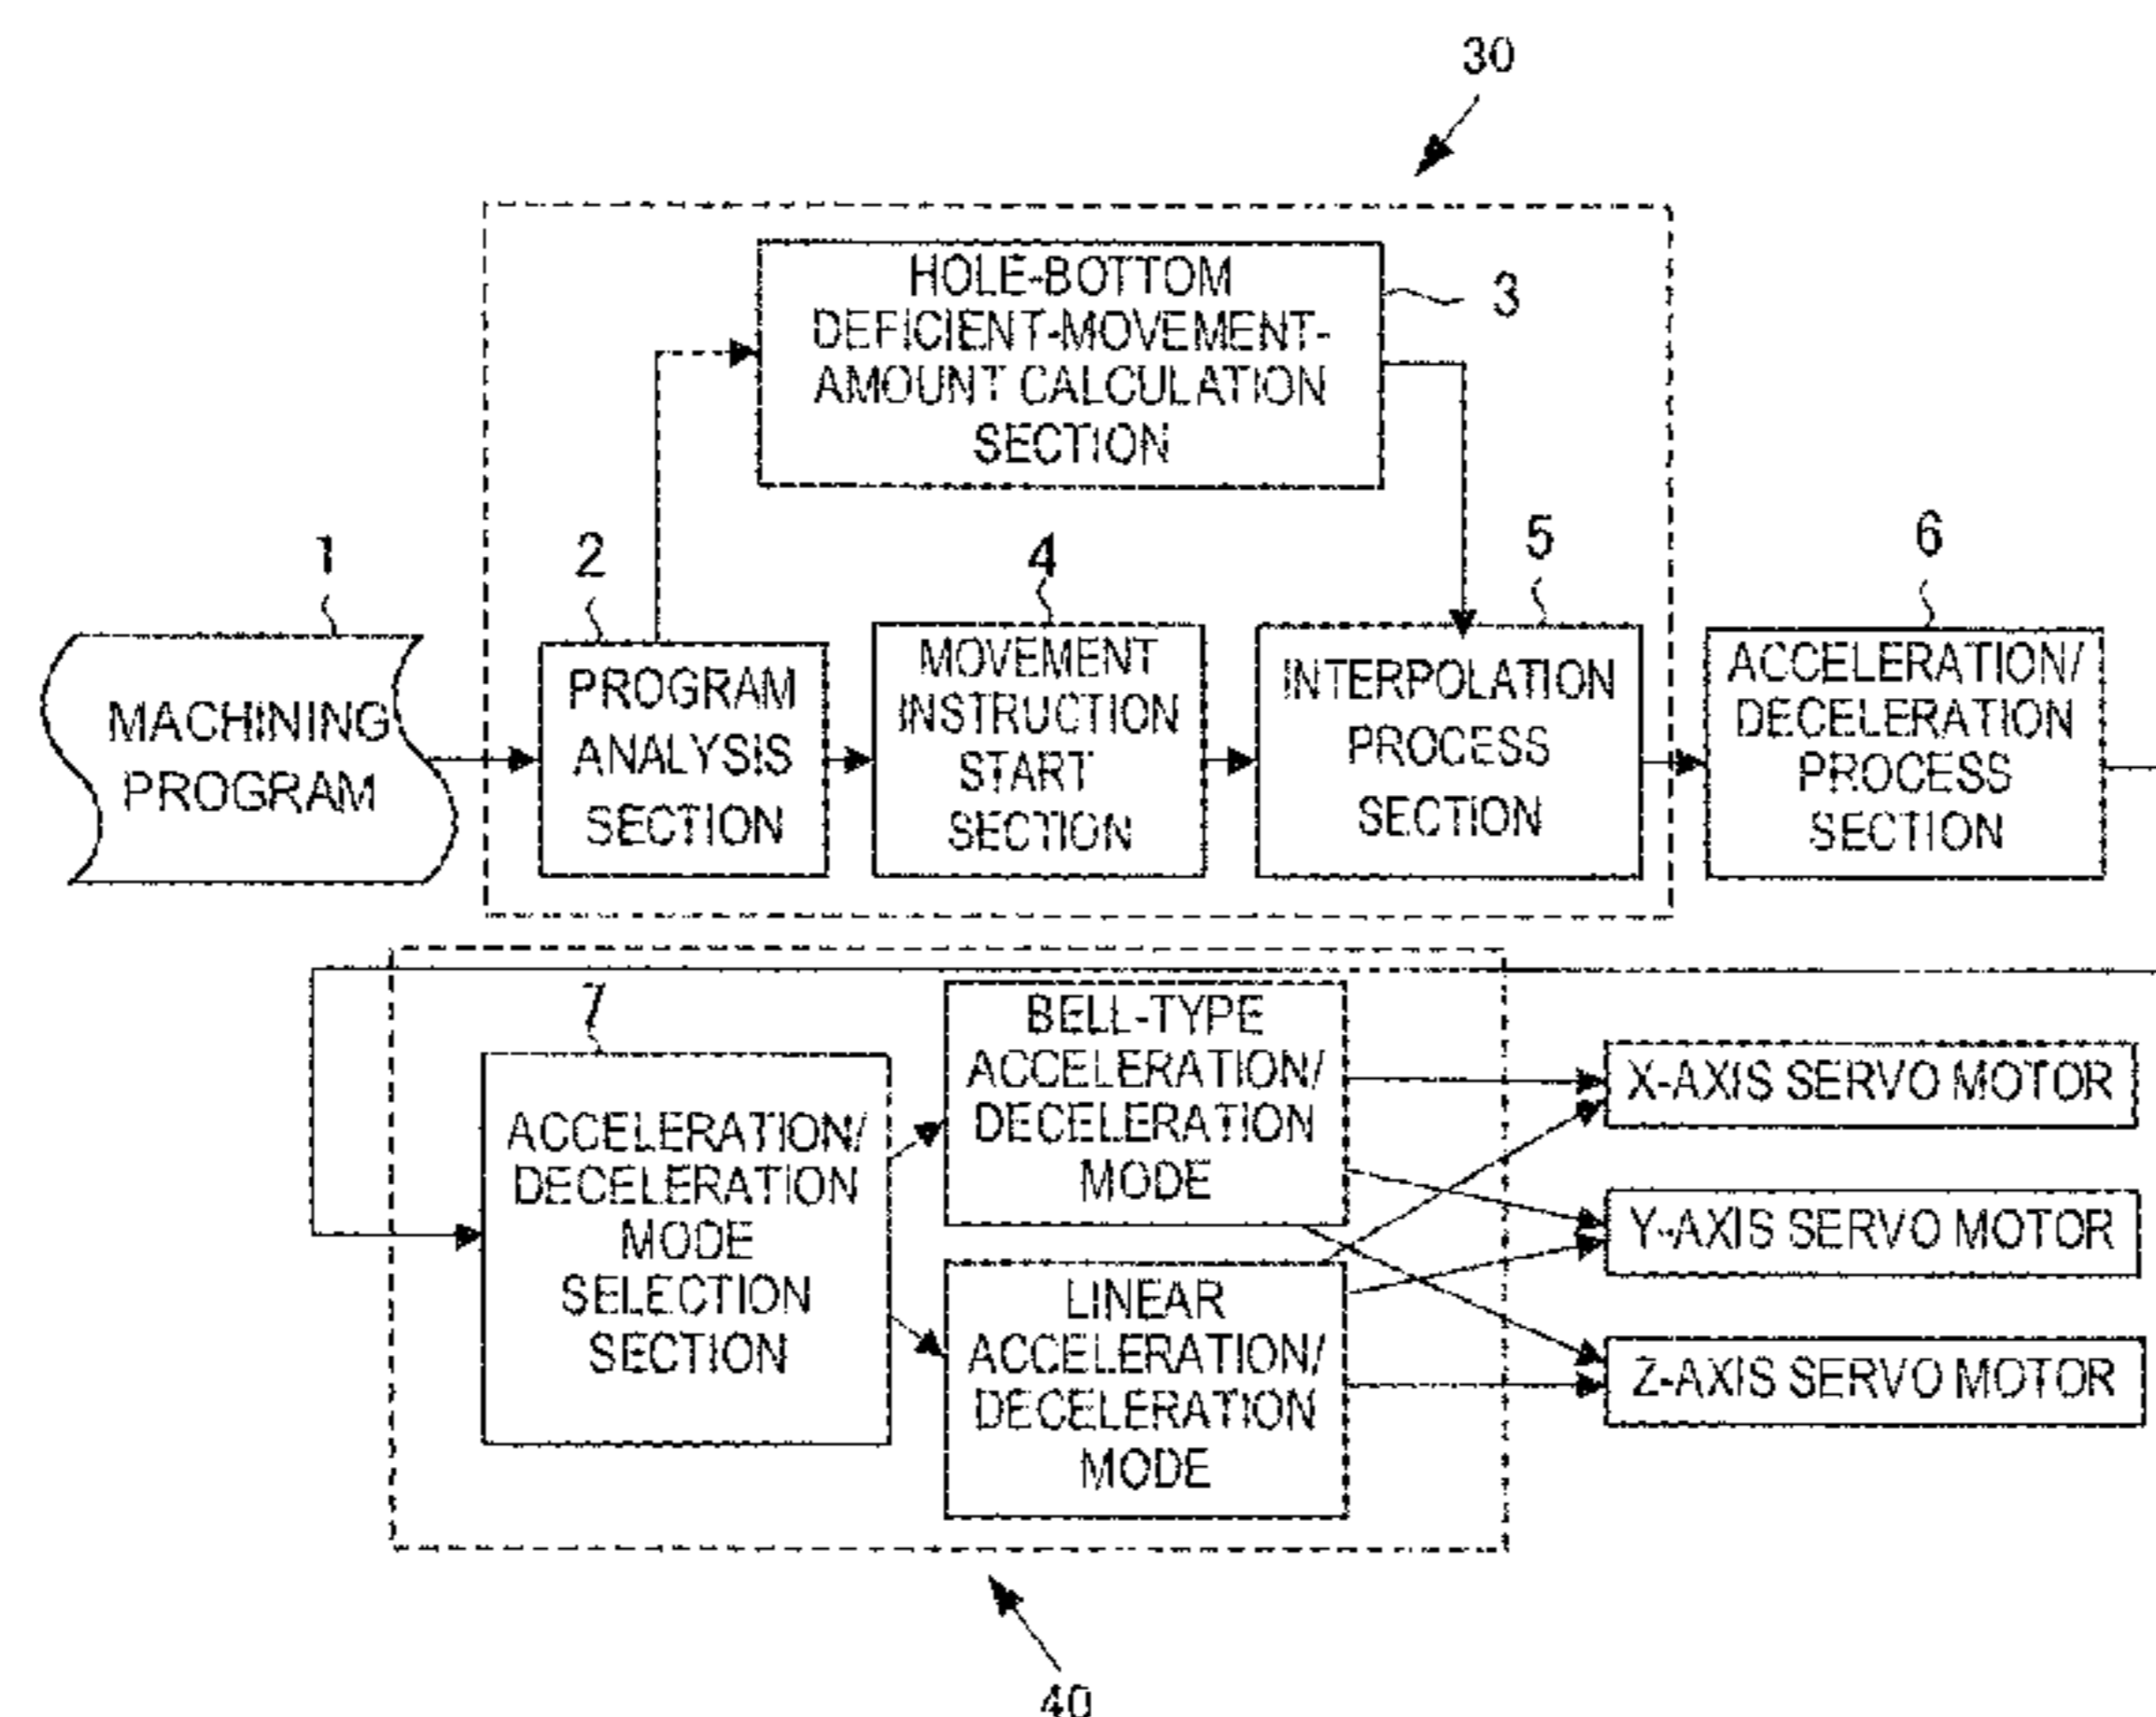 30
HOLE-BOTTOM
DEFICIENT-MOVEMENT-
AMOUNT CALCULATION
SECTION
3
1
2
4
5
6
MACHINING
PROGRAM
PROGRAM
ANALYSIS
SECTION
MOVEMENT
INSTRUCTION
START
SECTION
INTERPOLATION
PROCESS
SECTION
ACCELERATION/
DECELERATION
PROCESS
SECTION
7
ACCELERATION/
DECELERATION
MODE
SELECTION
SECTION
BELL-TYPE
ACCELERATION/
DECELERATION
MODE
LINEAR
ACCELERATION/
DECELERATION
MODE
X-AXIS SERVO MOTOR
Y-AXIS SERVO MOTOR
Z-AXIS SERVO MOTOR
40